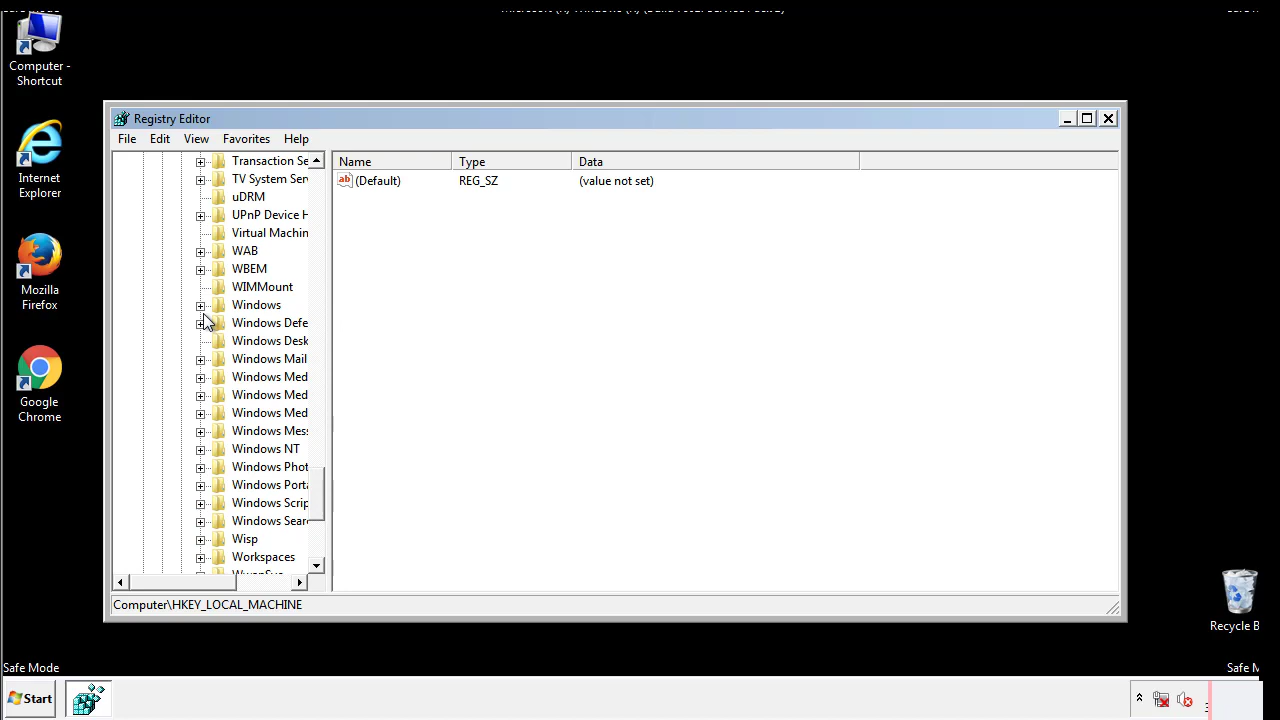 Computer -
Shortcut
Internet
Explorer
Mozilla
Firefox
Google
Chrome
Registry Editor
File Edit View Favorites Help
Transaction Se
TV System Ser
uDRM
UPnP Device H
Virtual Machin
WAB
WBEM
WIMMount
Windows
Windows Defe
Windows Desk
Windows Mail
Windows Med
Windows Med
Windows Med
Windows Mess
Windows NT
Windows Phot
Windows Porta
Windows Scrip
Windows Sear
Wisp
Workspaces
Name Type Data
(Default) REG_SZ (value not set)
Computer\HKEY_LOCAL_MACHINE
Recycle B
Safe Mode
Safe M
Start